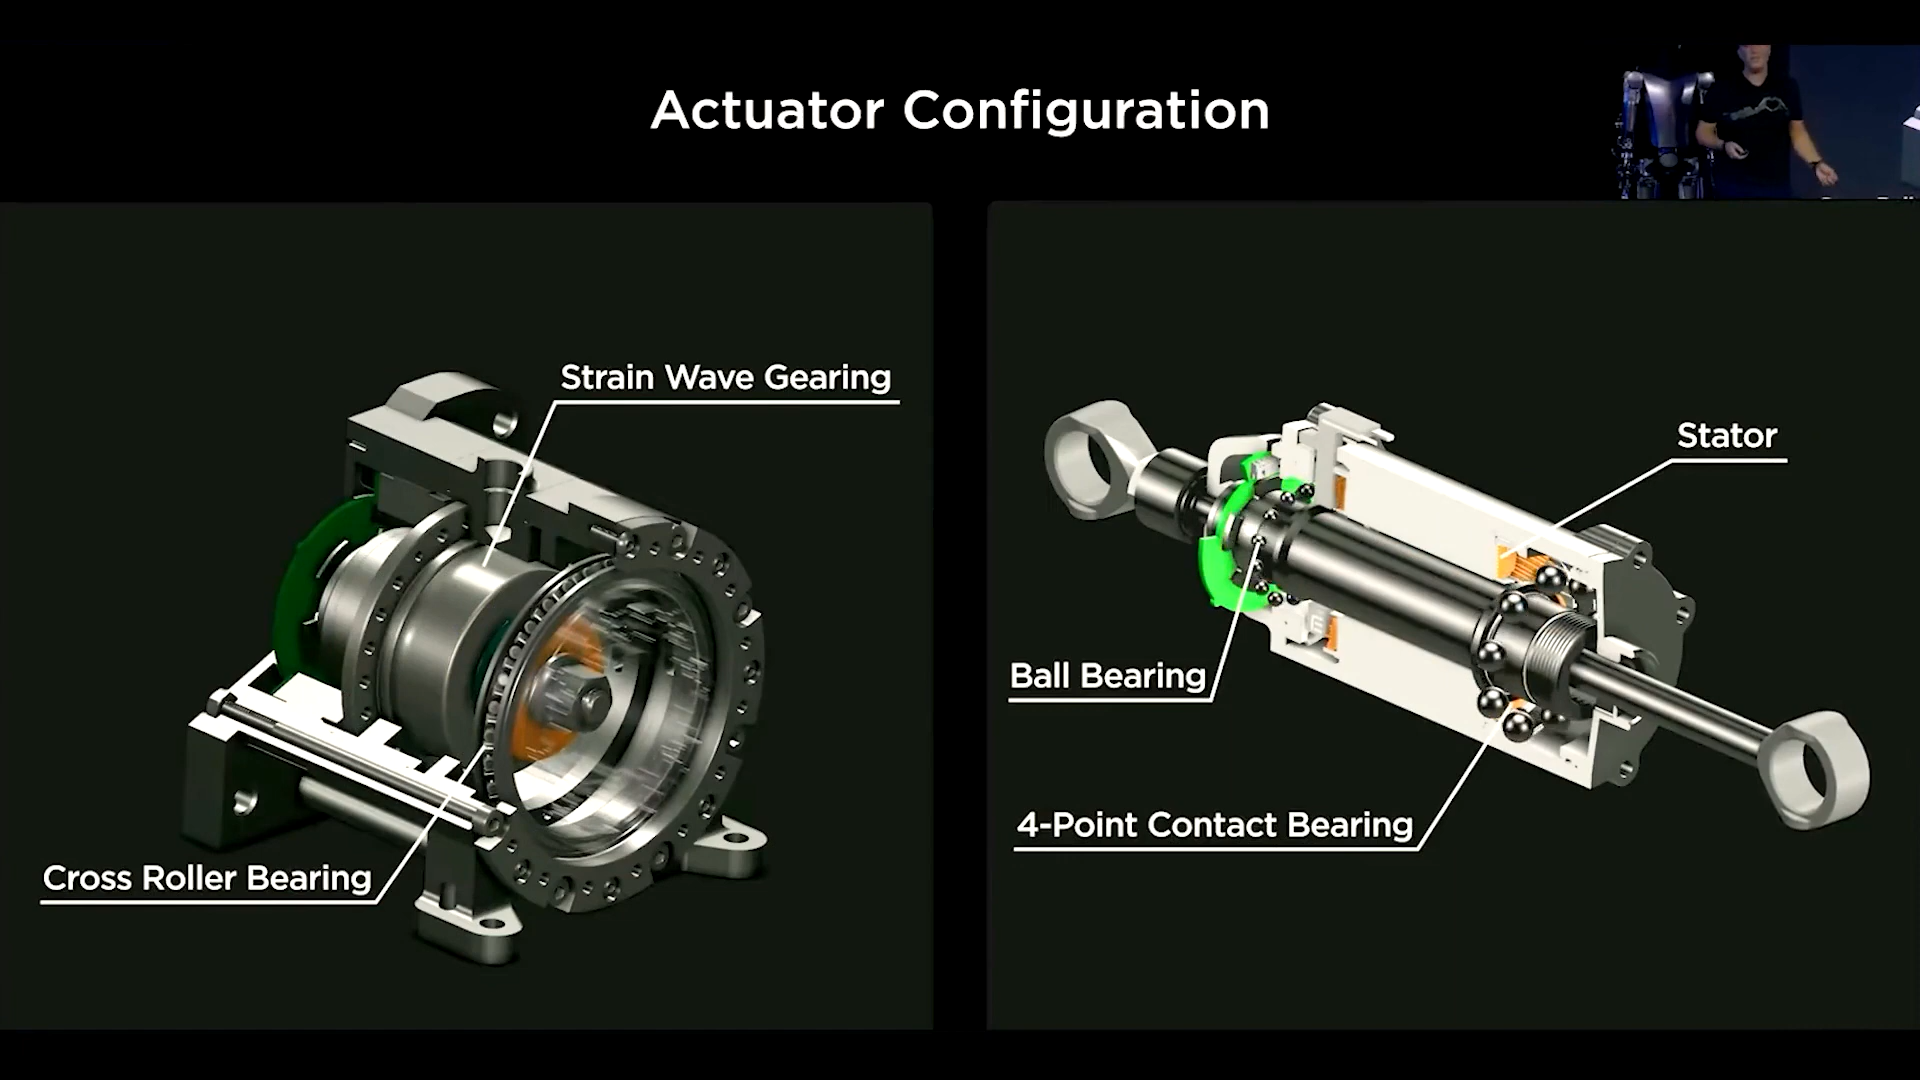 Actuator Configuration
Strain Wave Gearing
Cross Roller Bearing
Stator
Ball Bearing
4-Point Contact Bearing